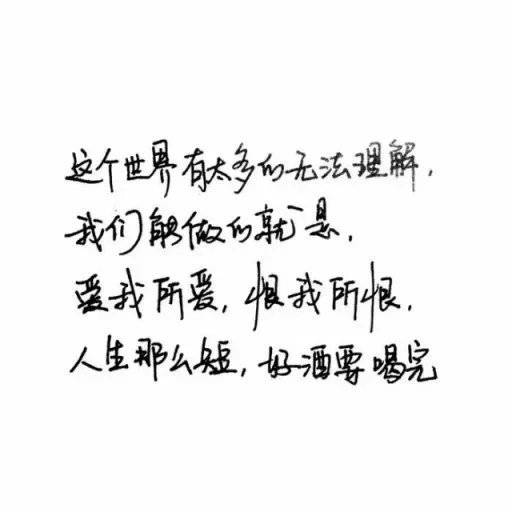 这个世界有太多的无法理解，
我们能做的就是，
爱我所爱，恨我所恨，
人生那么短，好酒要喝完